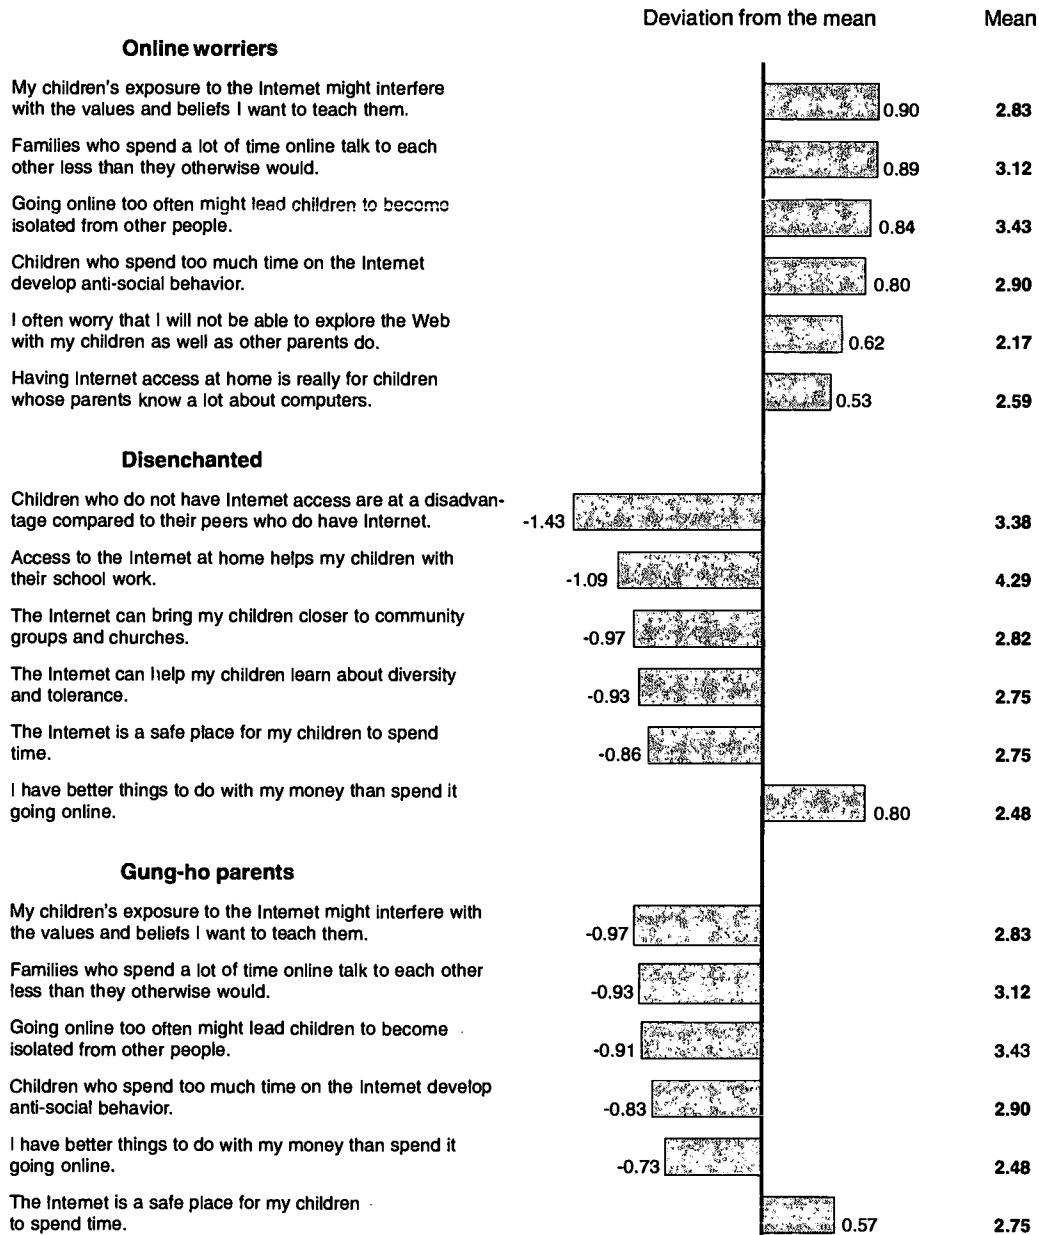 Deviation from the mean Mean
Online worriers
My children's exposure to the Internet might interfere
with the values and beliefs I want to teach them. 0.90 2.83
Families who spend a lot of time online talk to each
other less than they otherwise would. 0.89 3.12
Going online too often might lead children to become
isolated from other people. 0.84 3.43
Children who spend too much time on the Internet
develop anti-social behavior. 0.80 2.90
I often worry that I will not be able to explore the Web
with my children as well as other parents do. 0.62 2.17
Having Internet access at home is really for children
whose parents know a lot about computers. 0.53 2.59
Disenchanted
Children who do not have Internet access are at a disadvan-
tage compared to their peers who do have Internet. -1.43 3.38
Access to the Internet at home helps my children with
their school work. -1.09 4.29
The Internet can bring my children closer to community
groups and churches. -0.97 2.82
The Internet can help my children learn about diversity
and tolerance. -0.93 2.75
The Internet is a safe place for my children to spend
time. -0.86 2.75
I have better things to do with my money than spend it
going online. 0.80 2.48
Gung-ho parents
My children's exposure to the Internet might interfere with
the values and beliefs I want to teach them. -0.97 2.83
Families who spend a lot of time online talk to each other
less than they otherwise would. -0.93 3.12
Going online too often might lead children to become
isolated from other people. -0.91 3.43
Children who spend too much time on the Internet develop
anti-social behavior. -0.83 2.90
I have better things to do with my money than spend it
going online. -0.73 2.48
The Internet is a safe place for my children
to spend time. 0.57 2.75